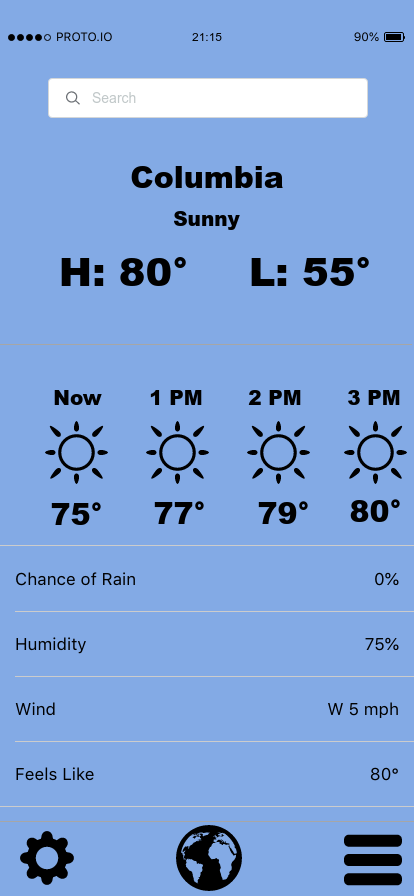 PROTO.IO 21:15 90%
Search
Columbia
Sunny
H: 80° L: 55°
Now 1 PM 2 PM 3 PM
75° 77° 79° 80°
Chance of Rain 0%
Humidity 75%
Wind W 5 mph
Feels Like 80°